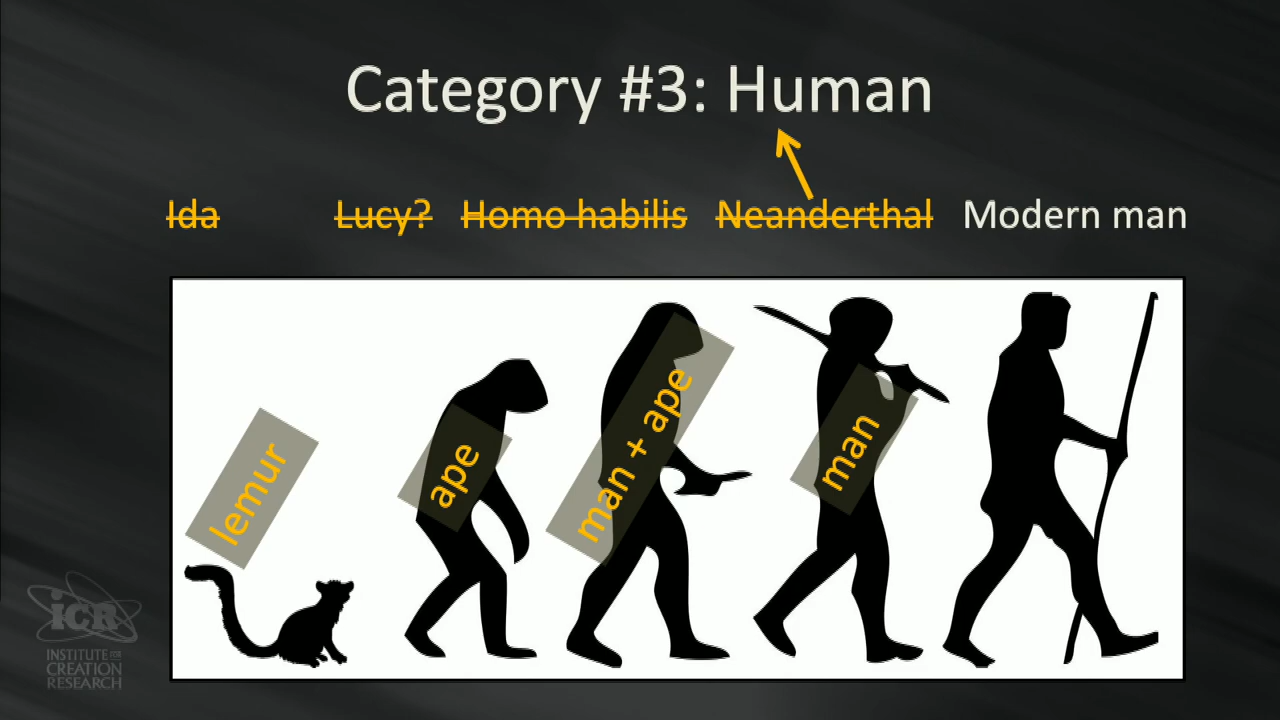 Category #3: Human
Ida Lucy? Homo habilis Neanderthal Modern man
lemur
ape
man + ape
man
iCR
INSTITUTE FOR
CREATION
RESEARCH